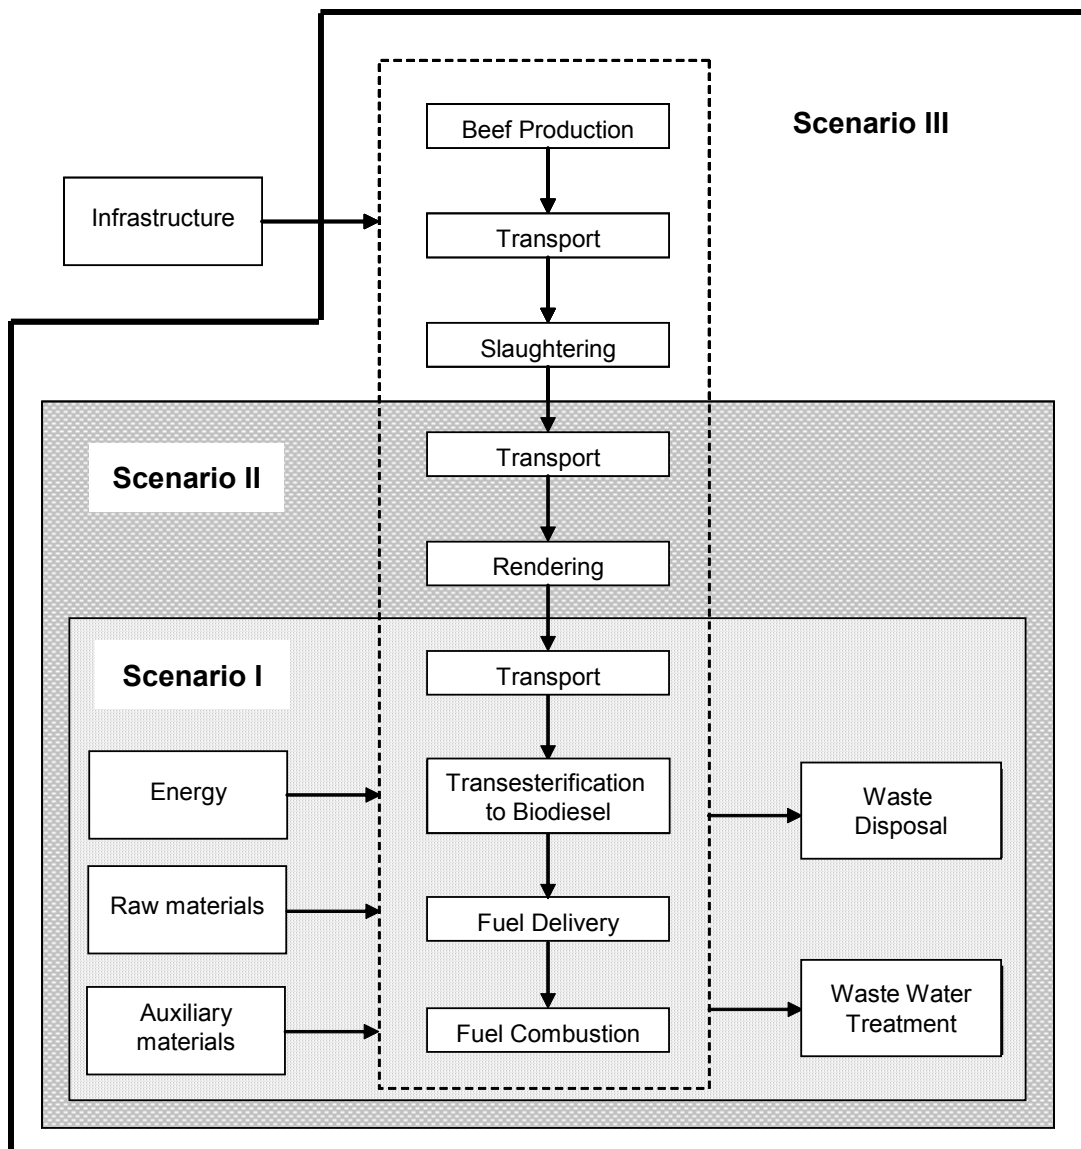 Beef Production
Scenario III
Infrastructure
Transport
Slaughtering
Transport
Scenario II
Rendering
Scenario I
Transport
Energy
Transesterification
to Biodiesel
Waste
Disposal
Raw materials
Fuel Delivery
Auxiliary
materials
Fuel Combustion
Waste Water
Treatment